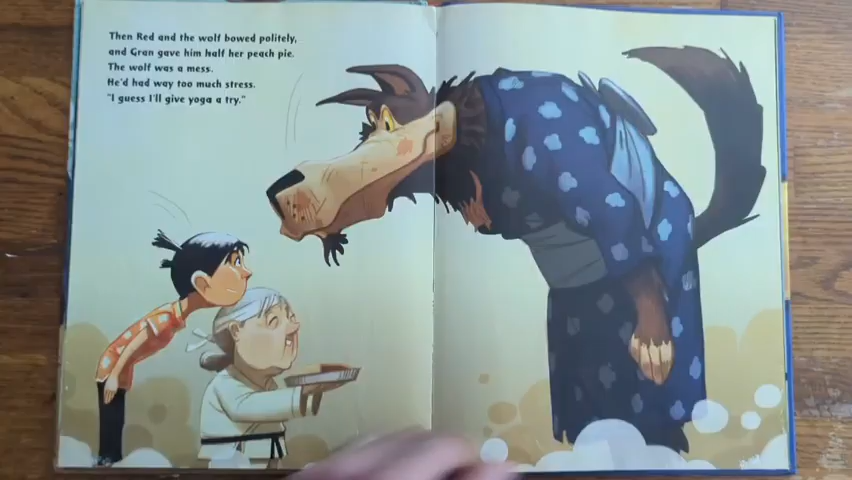 Then Red and the wolf bowed politely,
and Gran gave him half her peach pie.
The wolf was a mess.
He'd had way too much stress.
"I guess I'll give yoga a try."